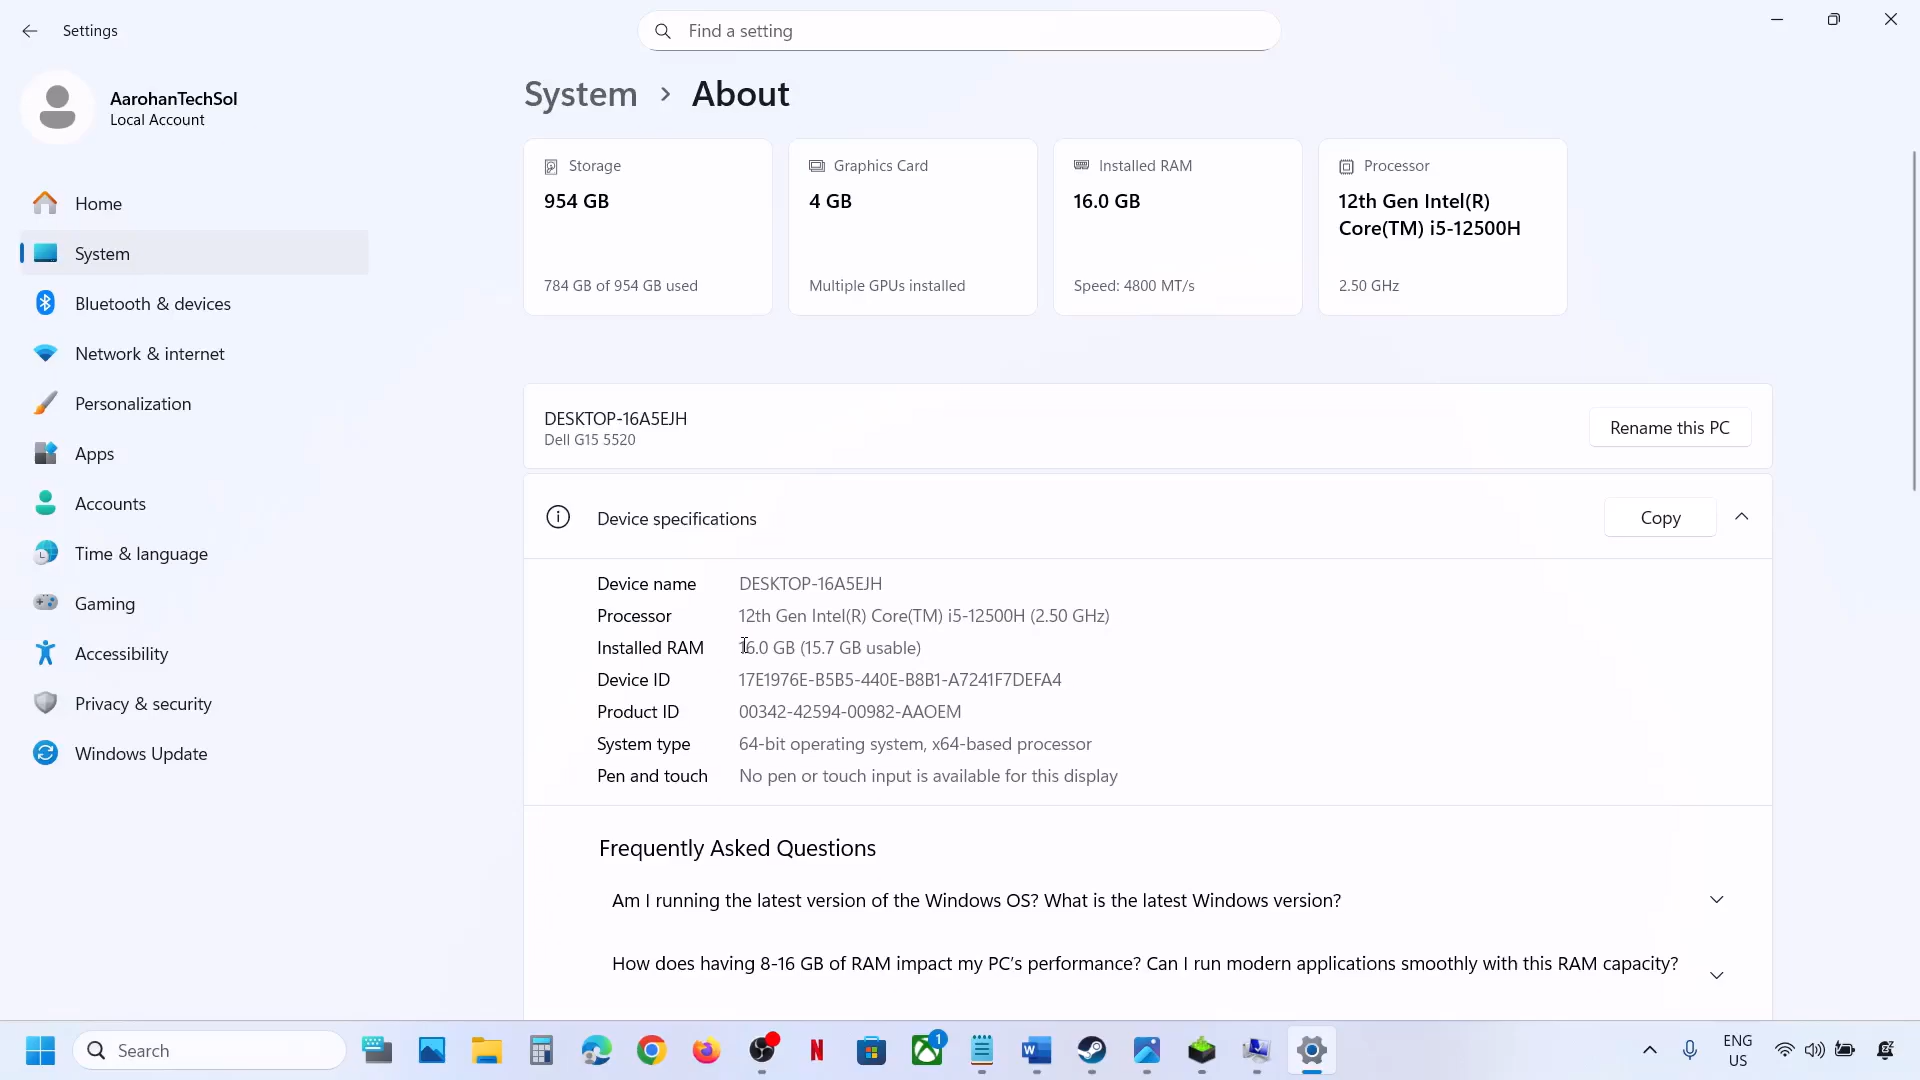 Settings
Find a setting
AarohanTechSol
Local Account
Home
System
Bluetooth & devices
Network & internet
Personalization
Apps
Accounts
Time & language
Gaming
Accessibility
Privacy & security
Windows Update
System > About
Storage
954 GB
784 GB of 954 GB used
Graphics Card
4 GB
Multiple GPUs installed
Installed RAM
16.0 GB
Speed: 4800 MT/s
Processor
12th Gen Intel(R)
Core(TM) i5-12500H
2.50 GHz
DESKTOP-16A5EJH
Dell G15 5520
Rename this PC
Device specifications
Copy
Device name DESKTOP-16A5EJH
Processor 12th Gen Intel(R) Core(TM) i5-12500H (2.50 GHz)
Installed RAM 16.0 GB (15.7 GB usable)
Device ID 17E1976E-B5B5-440E-B8B1-A7241F7DEFA4
Product ID 00342-42594-00982-AAOEM
System type 64-bit operating system, x64-based processor
Pen and touch No pen or touch input is available for this display
Frequently Asked Questions
Am I running the latest version of the Windows OS? What is the latest Windows version?
How does having 8-16 GB of RAM impact my PC's performance? Can I run modern applications smoothly with this RAM capacity?
Search
1
ENG
US